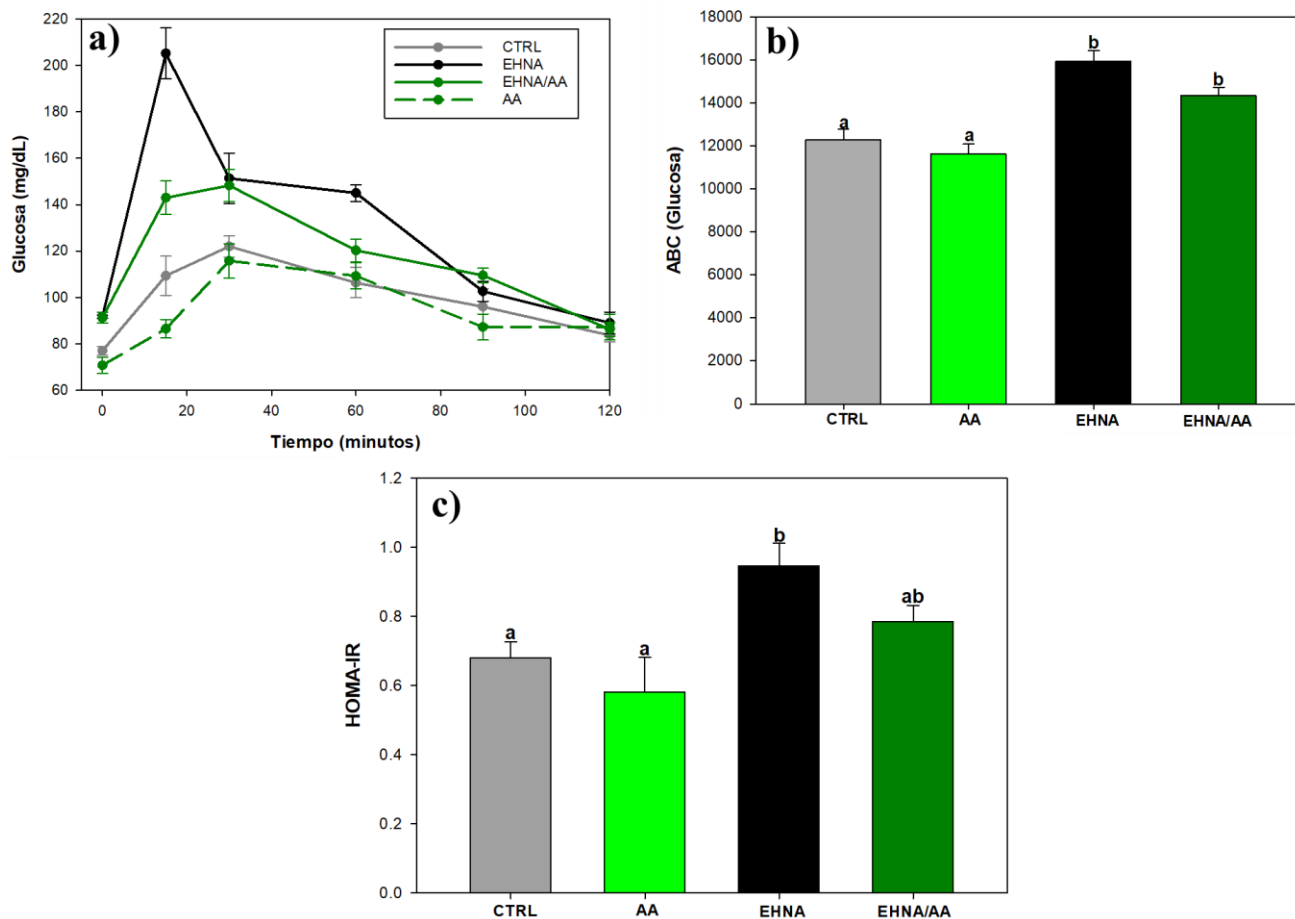 a)
CTRL
EHNA
EHNA/AA
AA
Glucosa (mg/dL)
220
200
180
160
140
120
100
80
60
0 20 40 60 80 100 120
Tiempo (minutos)
b)
ABC (Glucosa)
18000
16000
14000
12000
10000
8000
6000
4000
2000
0
a a b b
CTRL AA EHNA EHNA/AA
c)
HOMA-IR
1.2
1.0
0.8
0.6
0.4
0.2
0.0
a a b ab
CTRL AA EHNA EHNA/AA